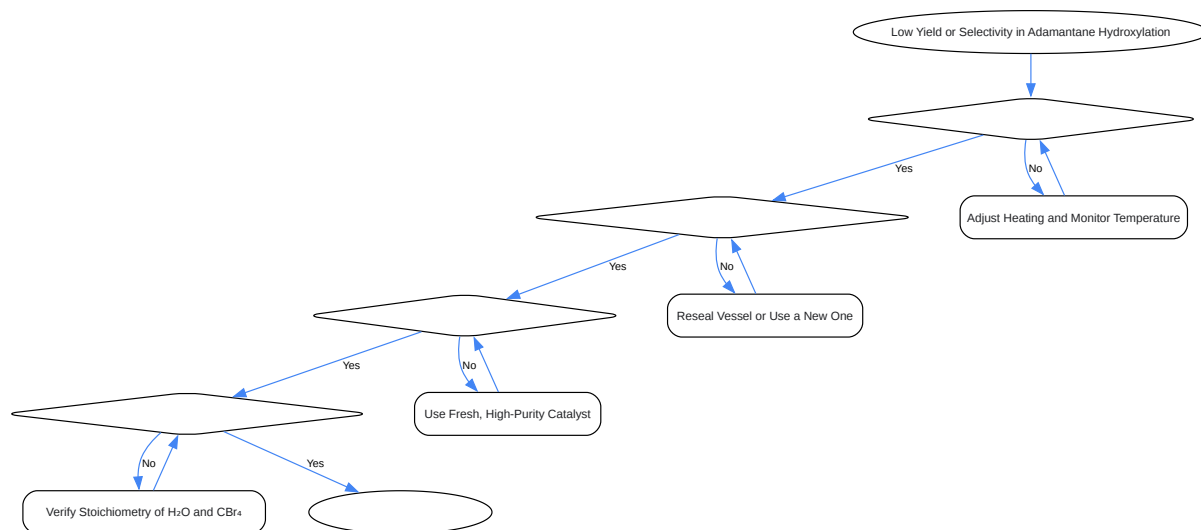 Low Yield or Selectivity in Adamantane Hydroxylation
Yes
No
Adjust Heating and Monitor Temperature
Yes
No
Reseal Vessel or Use a New One
Yes
No
Use Fresh, High-Purity Catalyst
No
Yes
Verify Stoichiometry of H₂O and CBr₄